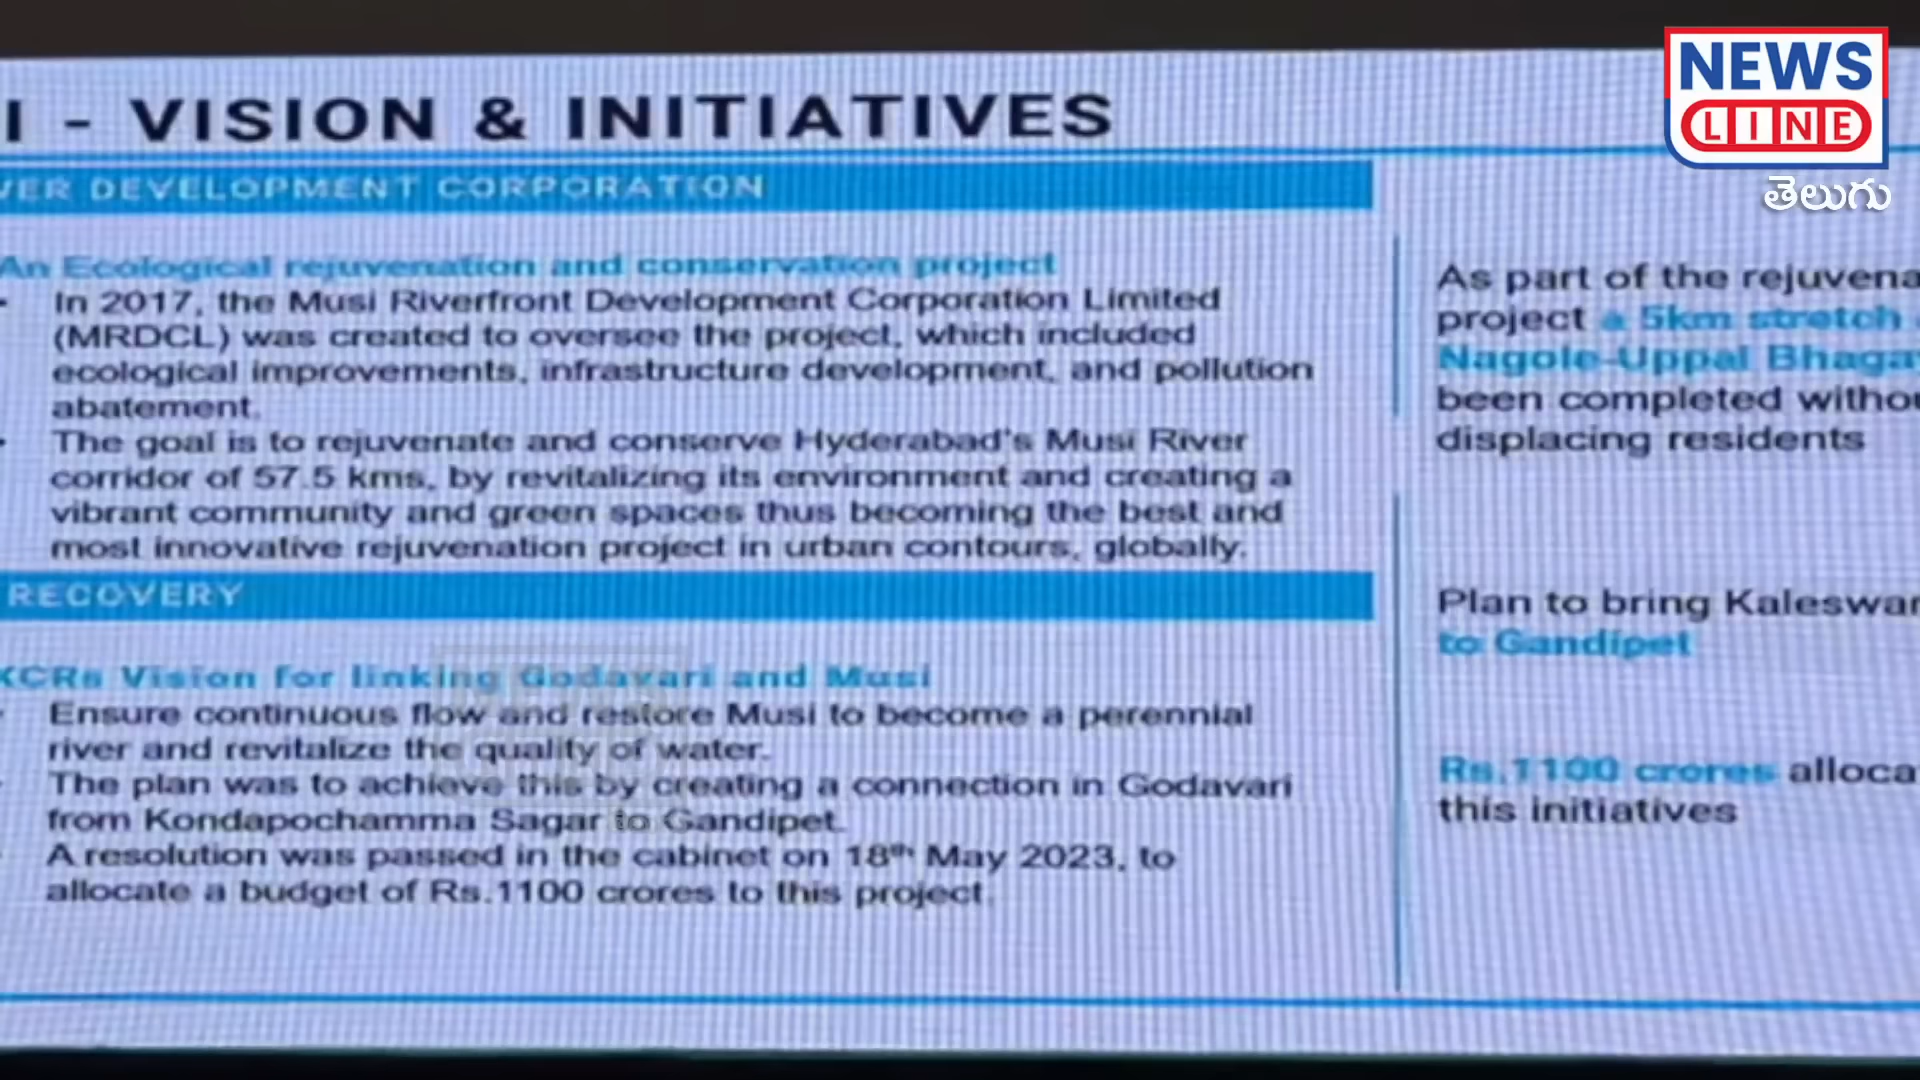 I - VISION & INITIATIVES
VER DEVELOPMENT CORPORATION
An Ecological rejuvenation and conservation project
In 2017, the Musi Riverfront Development Corporation Limited
(MRDCL) was created to oversee the project, which included
ecological improvements, infrastructure development, and pollution
abatement.
The goal is to rejuvenate and conserve Hyderabad's Musi River
corridor of 57.5 kms, by revitalizing its environment and creating a
vibrant community and green spaces thus becoming the best and
most innovative rejuvenation project in urban contours, globally.
RECOVERY
KCRs Vision for linking Godavari and Musi
Ensure continuous flow and restore Musi to become a perennial
river and revitalize the quality of water.
The plan was to achieve this by creating a connection in Godavari
from Kondapochamma Sagar to Gandipet.
A resolution was passed in the cabinet on 18th May 2023, to
allocate a budget of Rs.1100 crores to this project.
As part of the rejuvena
project a 5km stretch
Nagole-Uppal Bhagay
been completed withou
displacing residents
Plan to bring Kaleswar
to Gandipet
Rs.1100 crores alloca
this initiatives
NEWS
LINE
తెలుగు